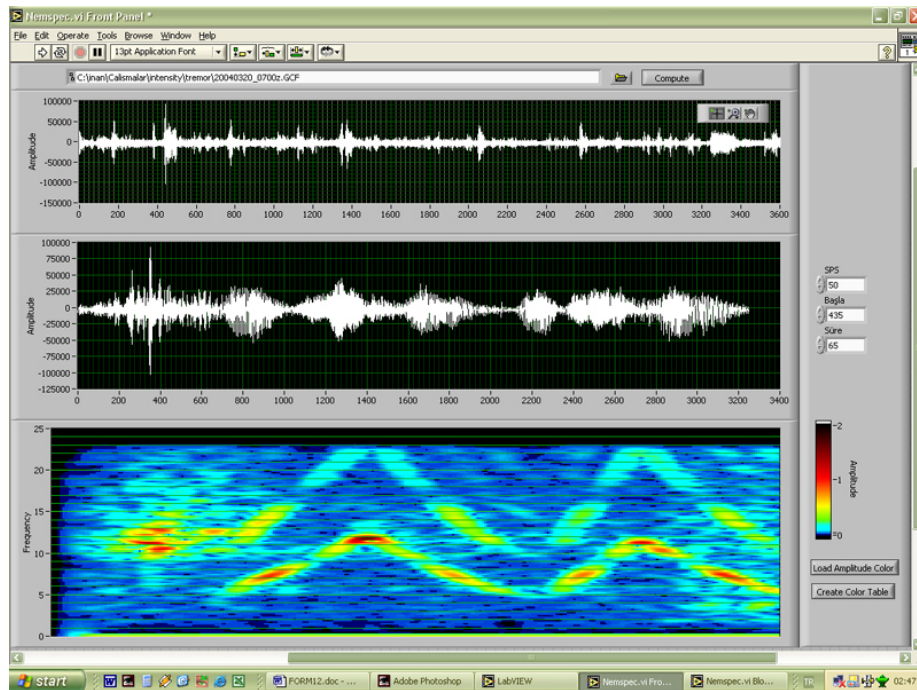 Nemspec.vi Front Panel *
File Edit Operate Tools Browse Window Help
13pt Application Font
C:\inan\Calismalar\intensity\tremor\20040320_0700z.GCF
Compute
100000
50000
0
-50000
-100000
-150000
Amplitude
0 200 400 600 800 1000 1200 1400 1600 1800 2000 2200 2400 2600 2800 3000 3200 3400 3600
100000
75000
50000
25000
0
-25000
-50000
-75000
-100000
-125000
Amplitude
0 200 400 600 800 1000 1200 1400 1600 1800 2000 2200 2400 2600 2800 3000 3200 3400
SPS
50
Başla
435
Süre
65
25
20
15
10
5
0
Frequency
-2
-1
0
Amplitude
Load Amplitude Color
Create Color Table
start
FORM12.doc - ...
Adobe Photoshop
LabVIEW
Nemspec.vi Fro...
Nemspec.vi Blo...
TR
02:47